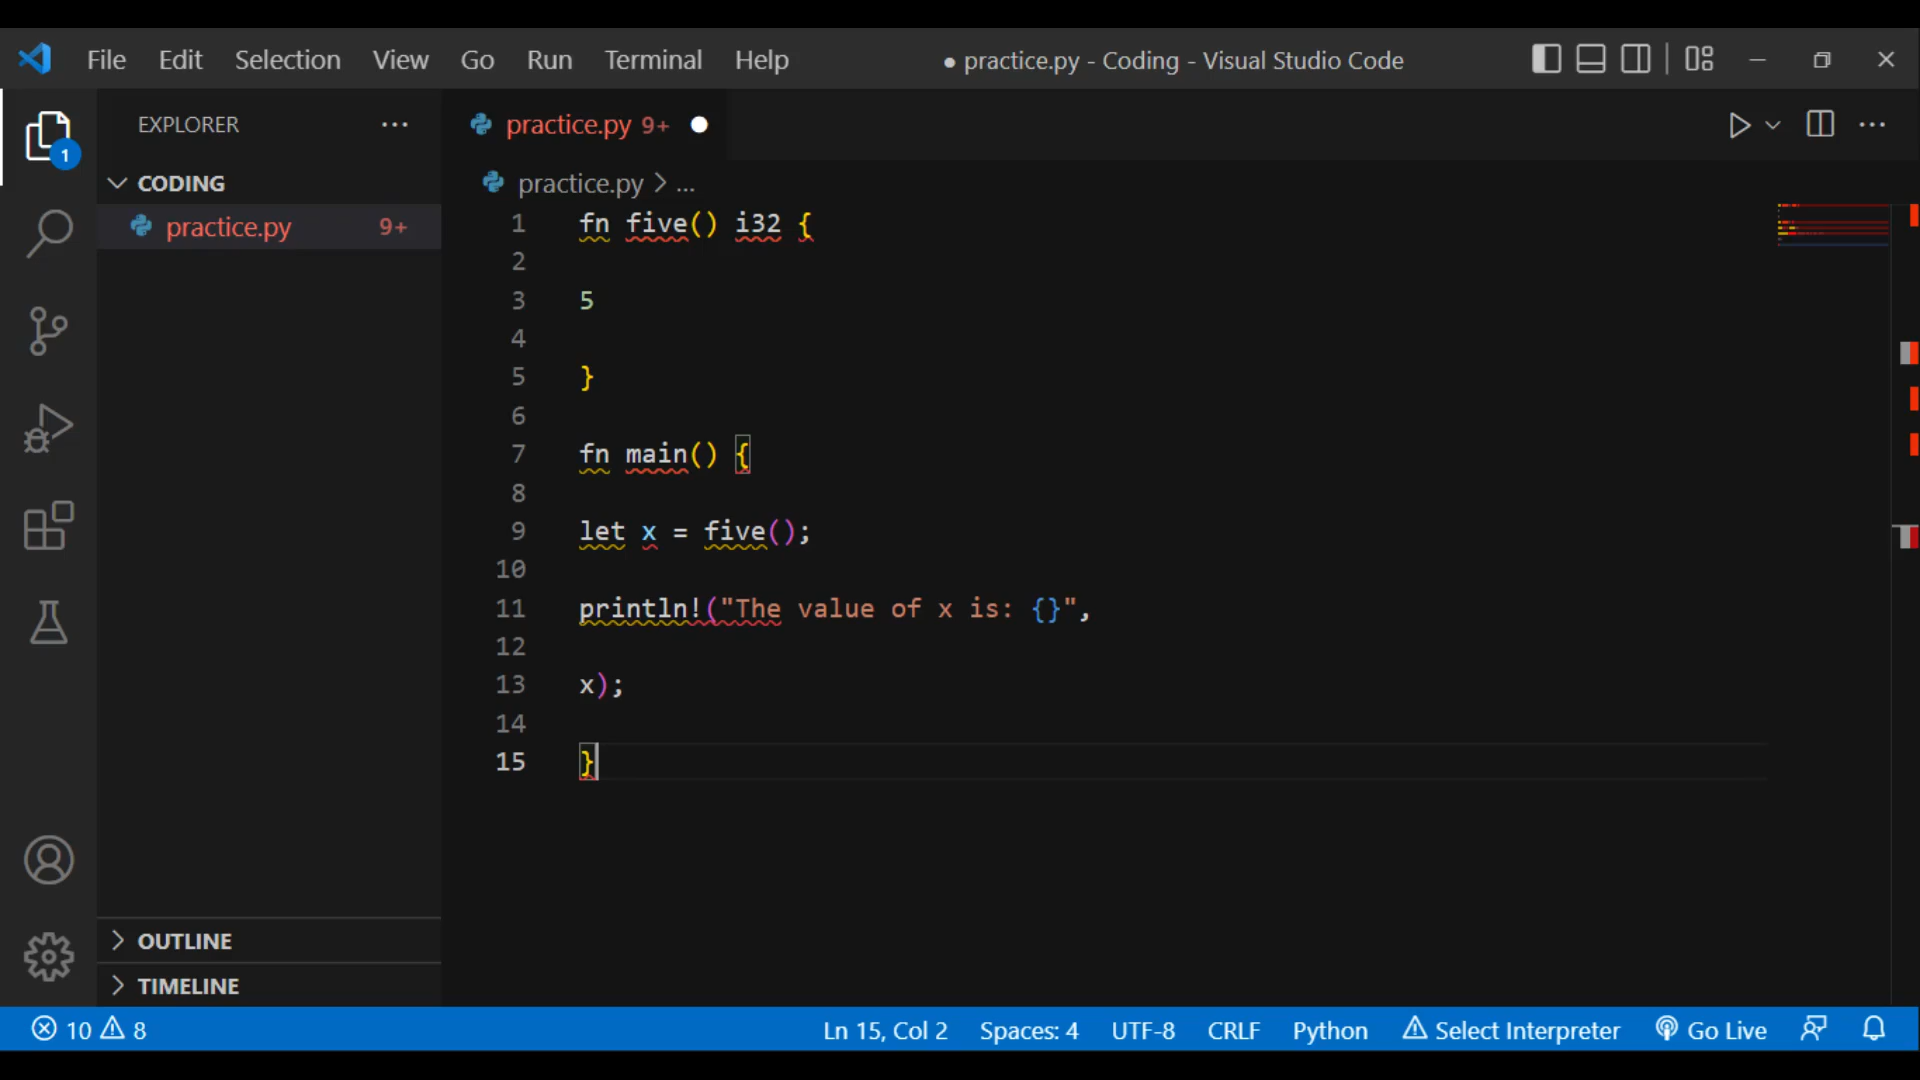 File Edit Selection View Go Run Terminal Help ● practice.py - Coding - Visual Studio Code
EXPLORER ··· practice.py 9+ ●
1
CODING practice.py > ...
practice.py 9+
1 fn five() i32 {
2
3 5
4
5 }
6
7 fn main() {
8
9 let x = five();
10
11 println!("The value of x is: {}",
12
13 x);
14
15 }
OUTLINE
TIMELINE
10 8 Ln 15, Col 2 Spaces: 4 UTF-8 CRLF Python Select Interpreter Go Live